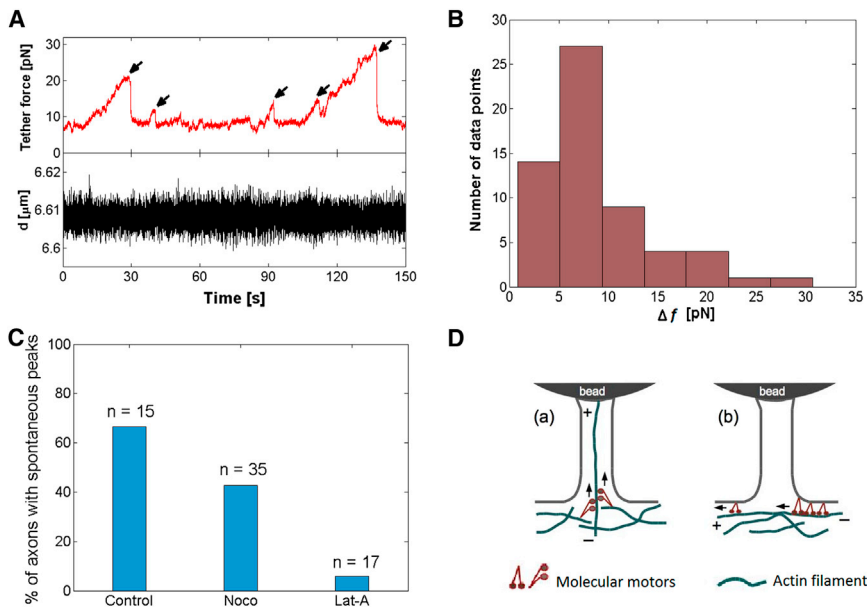 A
Tether force [pN]
30
20
10
0
d [μm]
6.62
6.61
6.6
0 30 60 90 120 150
Time [s]
B
Number of data points
30
25
20
15
10
5
0
0 5 10 15 20 25 30 35
Δf [pN]
C
% of axons with spontaneous peaks
100
80
60
40
20
0
n = 15
n = 35
n = 17
Control Noco Lat-A
D
bead bead
(a) (b)
+
−
+ −
Molecular motors Actin filament